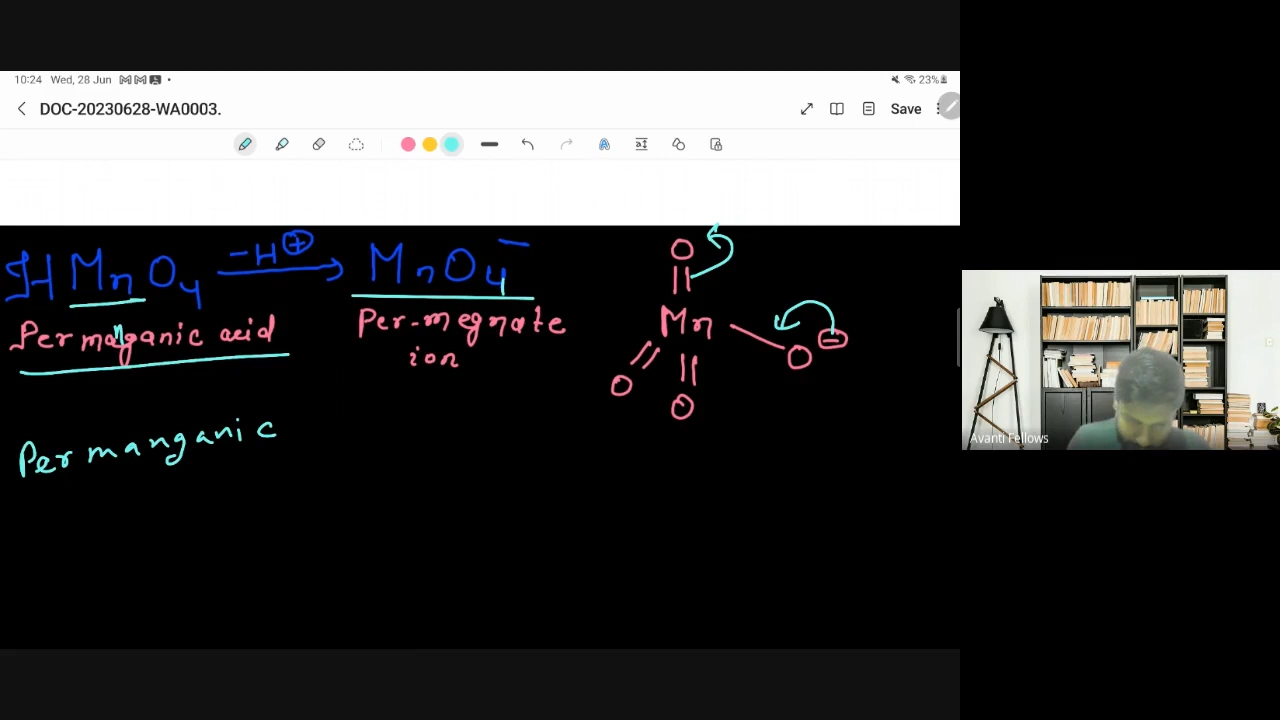 10:24 Wed, 28 Jun 23%
DOC-20230628-WA0003.
Save
HMnO4 -H⊕ → MnO4⁻
Permanganic acid
Per-megnate
ion
Permanganic
O
Mn
O ⊖
O
O
Avanti Fellows